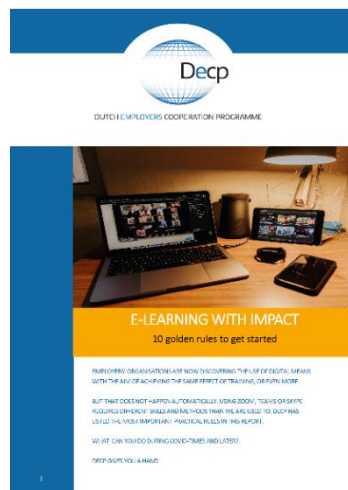 Decp
DUTCH EMPLOYERS COOPERATION PROGRAMME
E-LEARNING WITH IMPACT
10 golden rules to get started
EMPLOYERS' ORGANISATIONS ARE NOW DISCOVERING THE USE OF DIGITAL MEANS
WITH THE AIM OF ACHIEVING THE SAME EFFECT OF TRAINING, OR EVEN MORE.
BUT THAT DOES NOT HAPPEN AUTOMATICALLY. USING ZOOM, TEAMS OR SKYPE
REQUIRES DIFFERENT SKILLS AND METHODS THAN WE ARE USED TO. DECP HAS
LISTED THE MOST IMPORTANT PRACTICAL RULES IN THIS REPORT.
WHAT CAN YOU DO DURING COVID-TIMES AND LATER?
DECP GIVES YOU A HAND
1